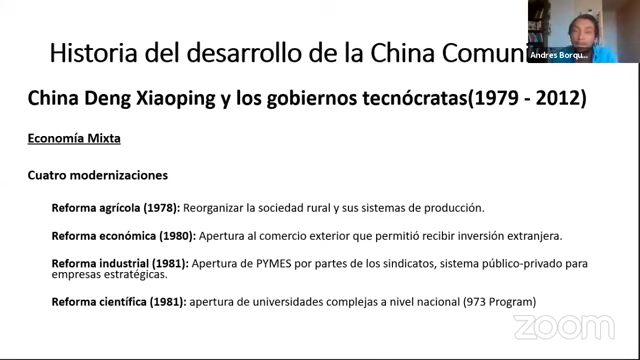 Historia del desarrollo de la China Comuni
Andres Borqu...
China Deng Xiaoping y los gobiernos tecnócratas(1979 - 2012)
Economía Mixta
Cuatro modernizaciones
Reforma agrícola (1978): Reorganizar la sociedad rural y sus sistemas de producción.
Reforma económica (1980): Apertura al comercio exterior que permitió recibir inversión extranjera.
Reforma industrial (1981): Apertura de PYMES por partes de los sindicatos, sistema público-privado para
empresas estratégicas.
Reforma científica (1981): apertura de universidades complejas a nivel nacional (973 Program)
zoom